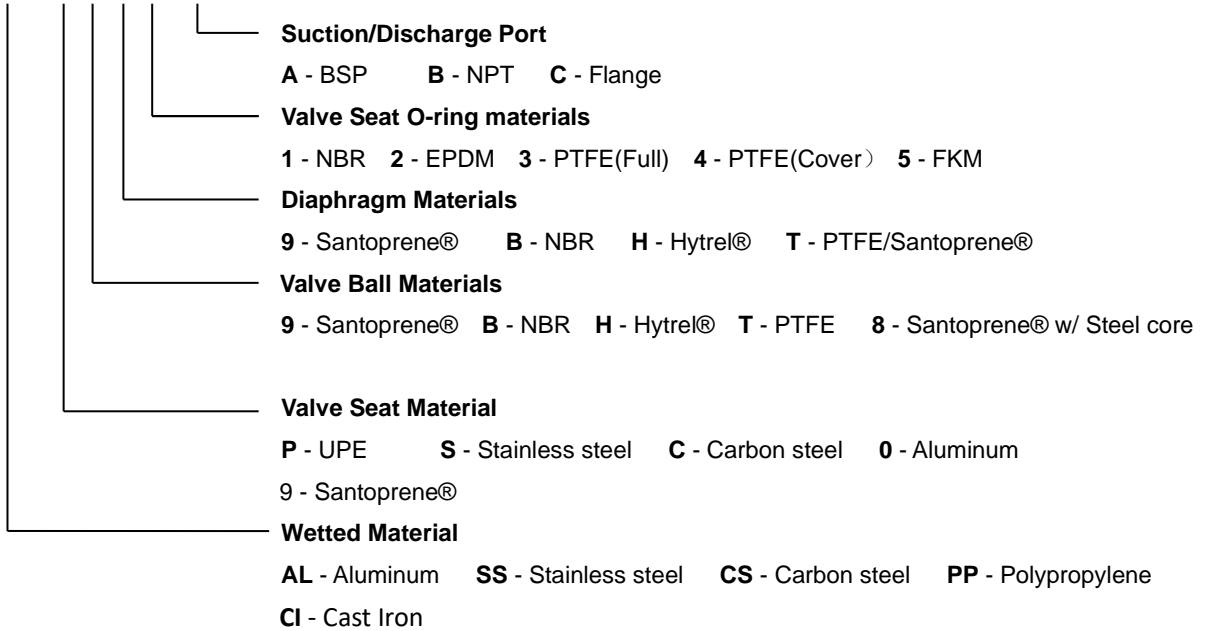 Suction/Discharge Port
A - BSP B - NPT C - Flange
Valve Seat O-ring materials
1 - NBR 2 - EPDM 3 - PTFE(Full) 4 - PTFE(Cover） 5 - FKM
Diaphragm Materials
9 - Santoprene® B - NBR H - Hytrel® T - PTFE/Santoprene®
Valve Ball Materials
9 - Santoprene® B - NBR H - Hytrel® T - PTFE 8 - Santoprene® w/ Steel core
Valve Seat Material
P - UPE S - Stainless steel C - Carbon steel 0 - Aluminum
9 - Santoprene®
Wetted Material
AL - Aluminum SS - Stainless steel CS - Carbon steel PP - Polypropylene
CI - Cast Iron